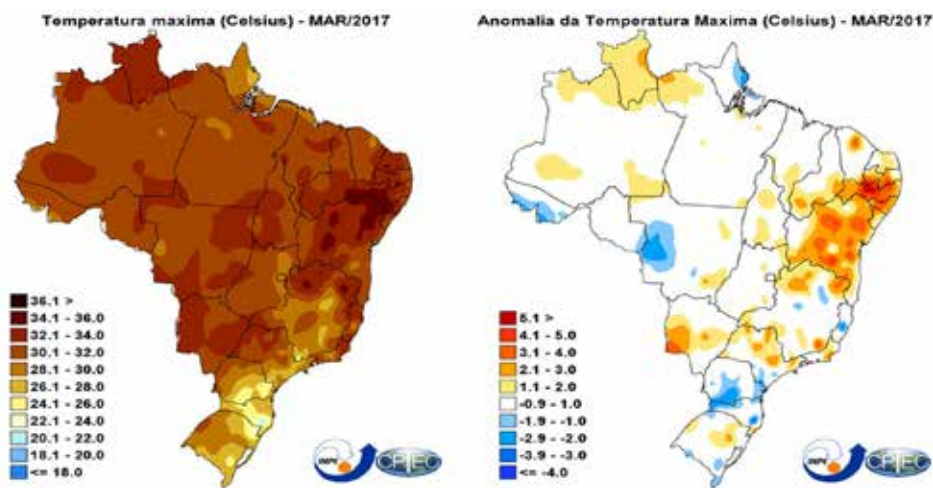 Temperatura maxima (Celsius) - MAR/2017
36.1 >
34.1 - 36.0
32.1 - 34.0
30.1 - 32.0
28.1 - 30.0
26.1 - 28.0
24.1 - 26.0
22.1 - 24.0
20.1 - 22.0
18.1 - 20.0
<= 18.0
INPE
CPTEC
Anomalia da Temperatura Maxima (Celsius) - MAR/2017
5.1 >
4.1 - 5.0
3.1 - 4.0
2.1 - 3.0
1.1 - 2.0
-0.9 - 1.0
-1.9 - -1.0
-2.9 - -2.0
-3.9 - -3.0
<= -4.0
INPE
CPTEC